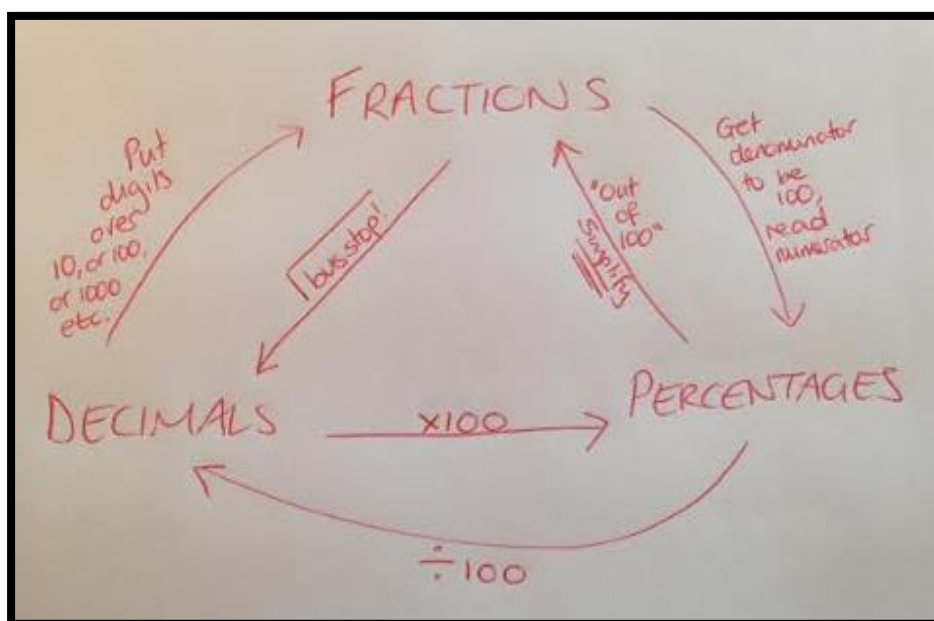 FRACTIONS
Put
digits
over
10, or 100,
or 1000
etc.
bus stop!
"Out
of
100"
Simplify
Get
denominator
to be
100,
read
numerator
DECIMALS
x100
PERCENTAGES
÷100